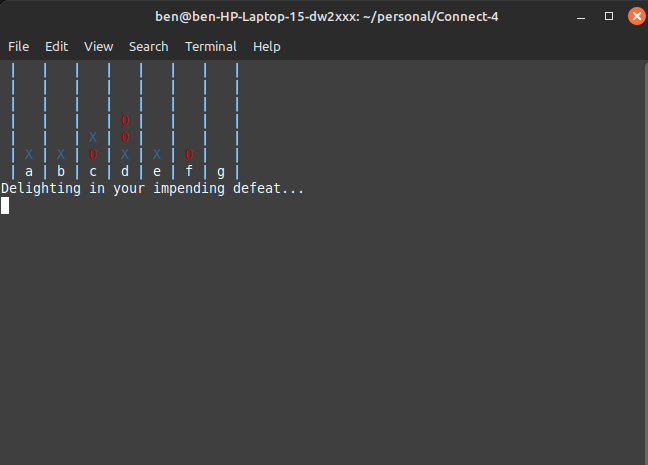 ben@ben-HP-Laptop-15-dw2xxx: ~/personal/Connect-4
File Edit View Search Terminal Help
| | | | | | | |
| | | | | | | |
| | | | | | | |
| | | | O | | | |
| | | X | O | | | |
| X | X | O | X | X | O | |
| a | b | c | d | e | f | g |
Delighting in your impending defeat...